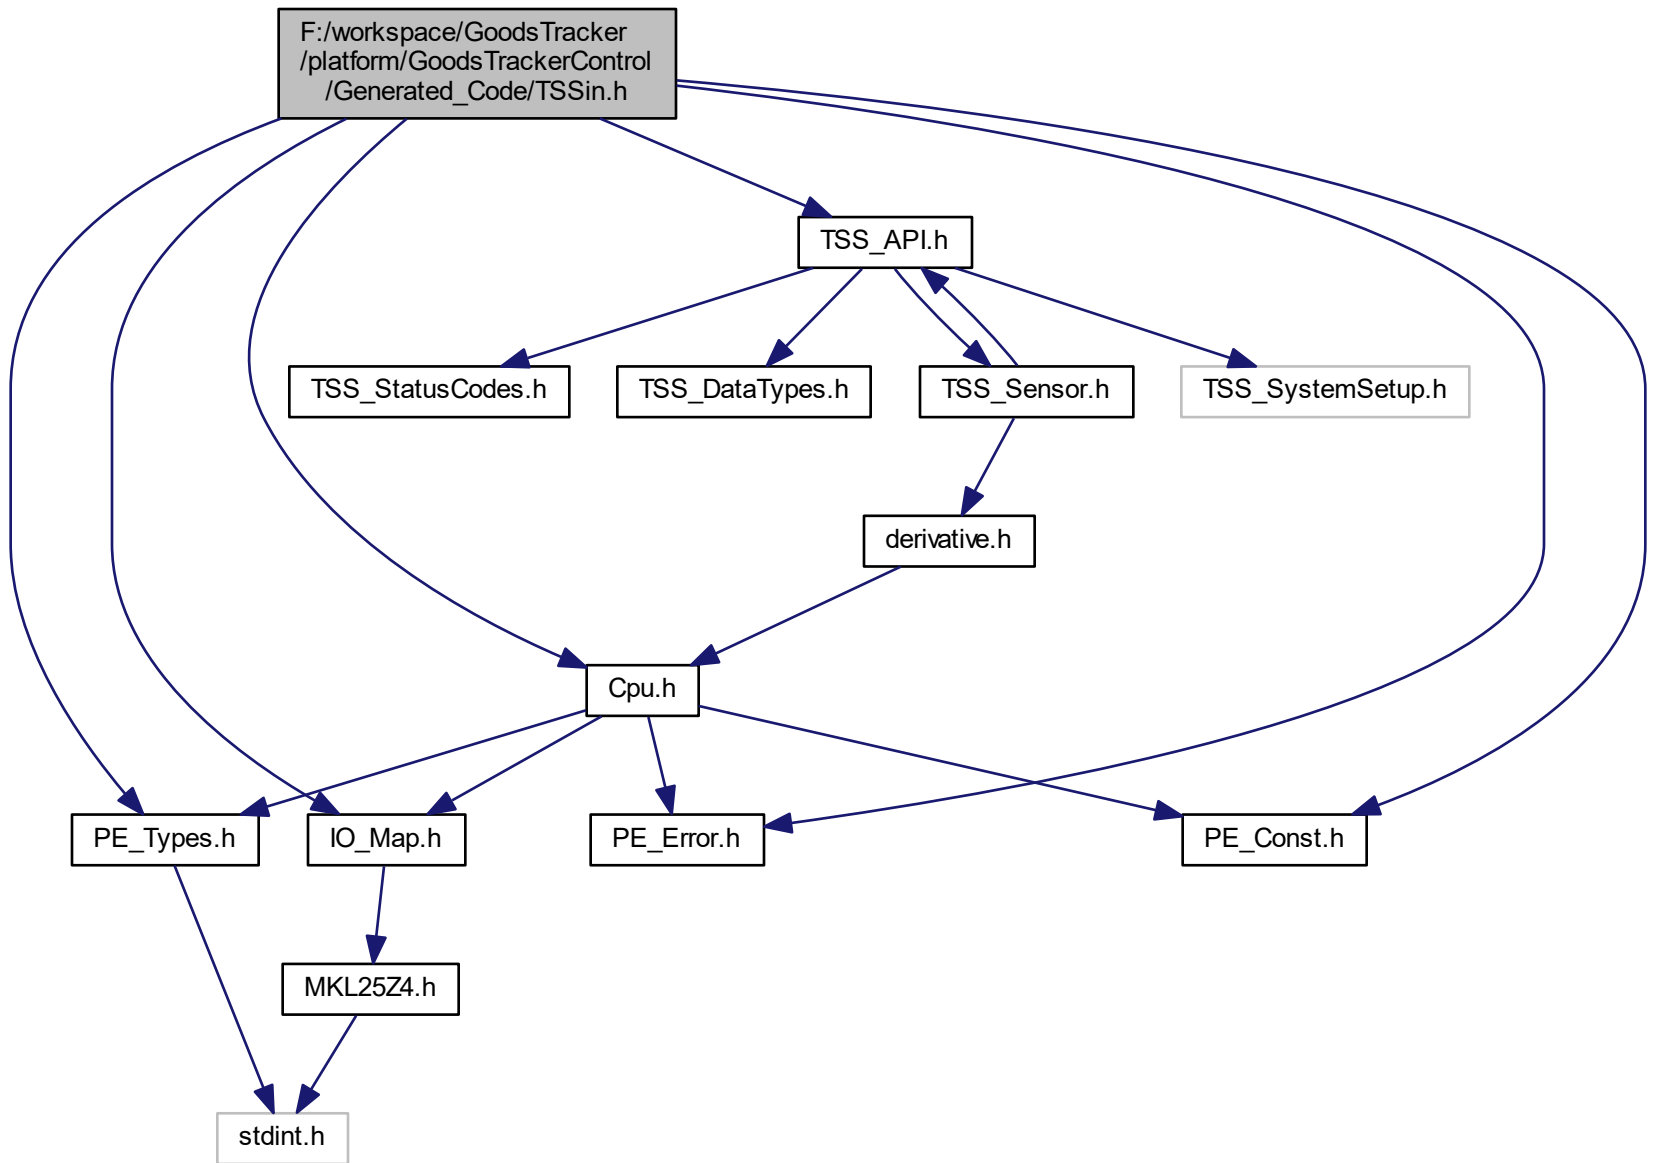 F:/workspace/GoodsTracker
/platform/GoodsTrackerControl
/Generated_Code/TSSin.h
TSS_API.h
TSS_StatusCodes.h
TSS_DataTypes.h
TSS_Sensor.h
TSS_SystemSetup.h
derivative.h
Cpu.h
PE_Types.h
IO_Map.h
PE_Error.h
PE_Const.h
MKL25Z4.h
stdint.h